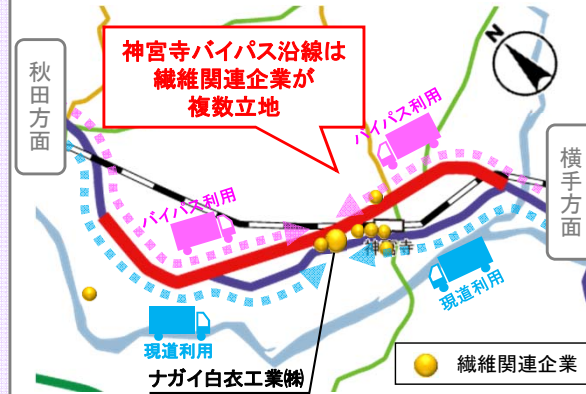 神宮寺バイパス沿線は
繊維関連企業が
複数立地
N
秋田方面
バイパス利用
横手方面
バイパス利用
神宮寺
現道利用
現道利用
ナガイ白衣工業㈱
繊維関連企業